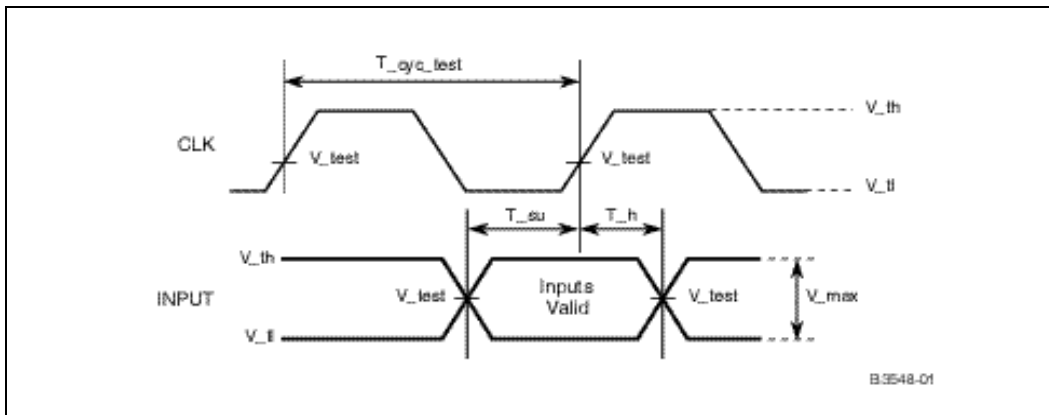 T_cyc_test
V_th
CLK
V_test
V_test
V_tl
T_su
T_h
V_th
INPUT
V_test
Inputs
Valid
V_test
V_max
V_tl
B3548-01